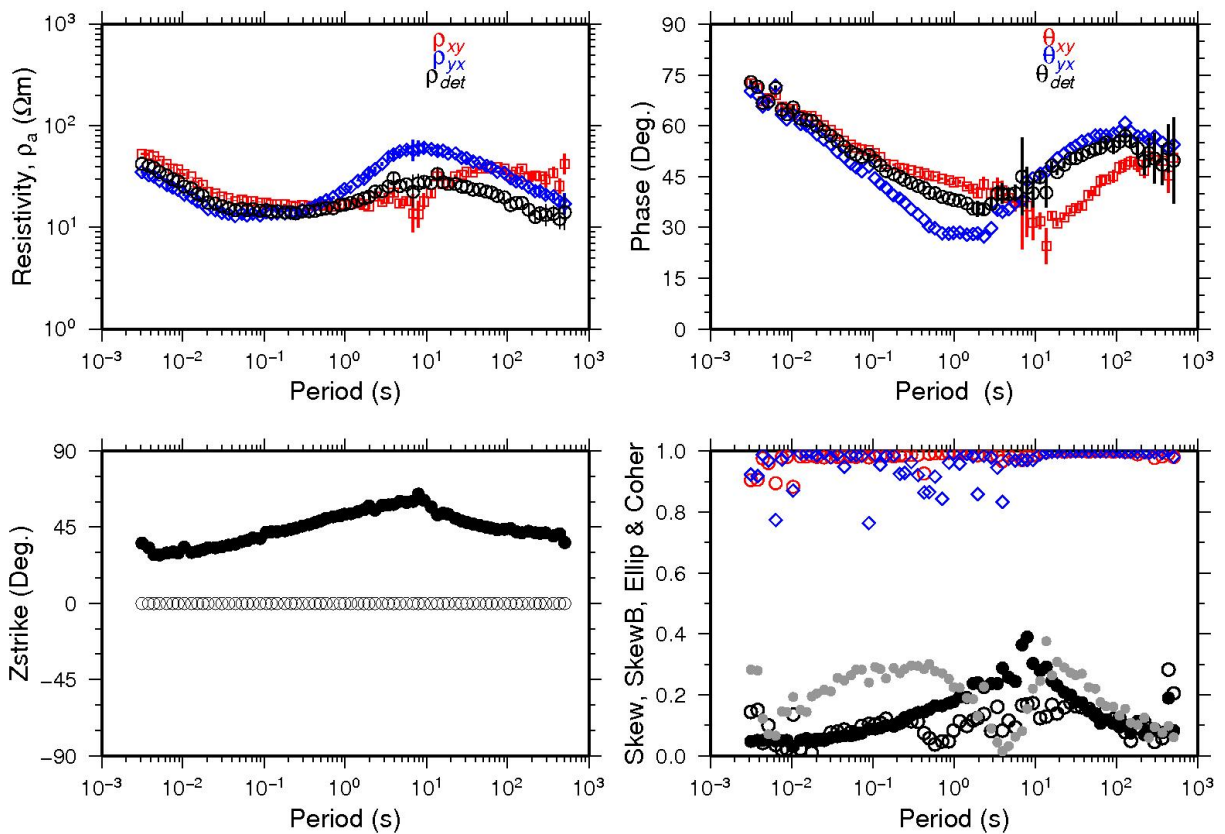 Resistivity, ρa (Ωm)
10³
10²
10¹
10⁰
ρxy
ρyx
ρdet
10⁻³ 10⁻² 10⁻¹ 10⁰ 10¹ 10² 10³
Period (s)
Phase (Deg.)
90
75
60
45
30
15
0
θxy
θyx
θdet
10⁻³ 10⁻² 10⁻¹ 10⁰ 10¹ 10² 10³
Period (s)
Zstrike (Deg.)
90
45
0
−45
−90
10⁻³ 10⁻² 10⁻¹ 10⁰ 10¹ 10² 10³
Period (s)
Skew, SkewB, Ellip & Coher
1.0
0.8
0.6
0.4
0.2
0.0
10⁻³ 10⁻² 10⁻¹ 10⁰ 10¹ 10² 10³
Period (s)